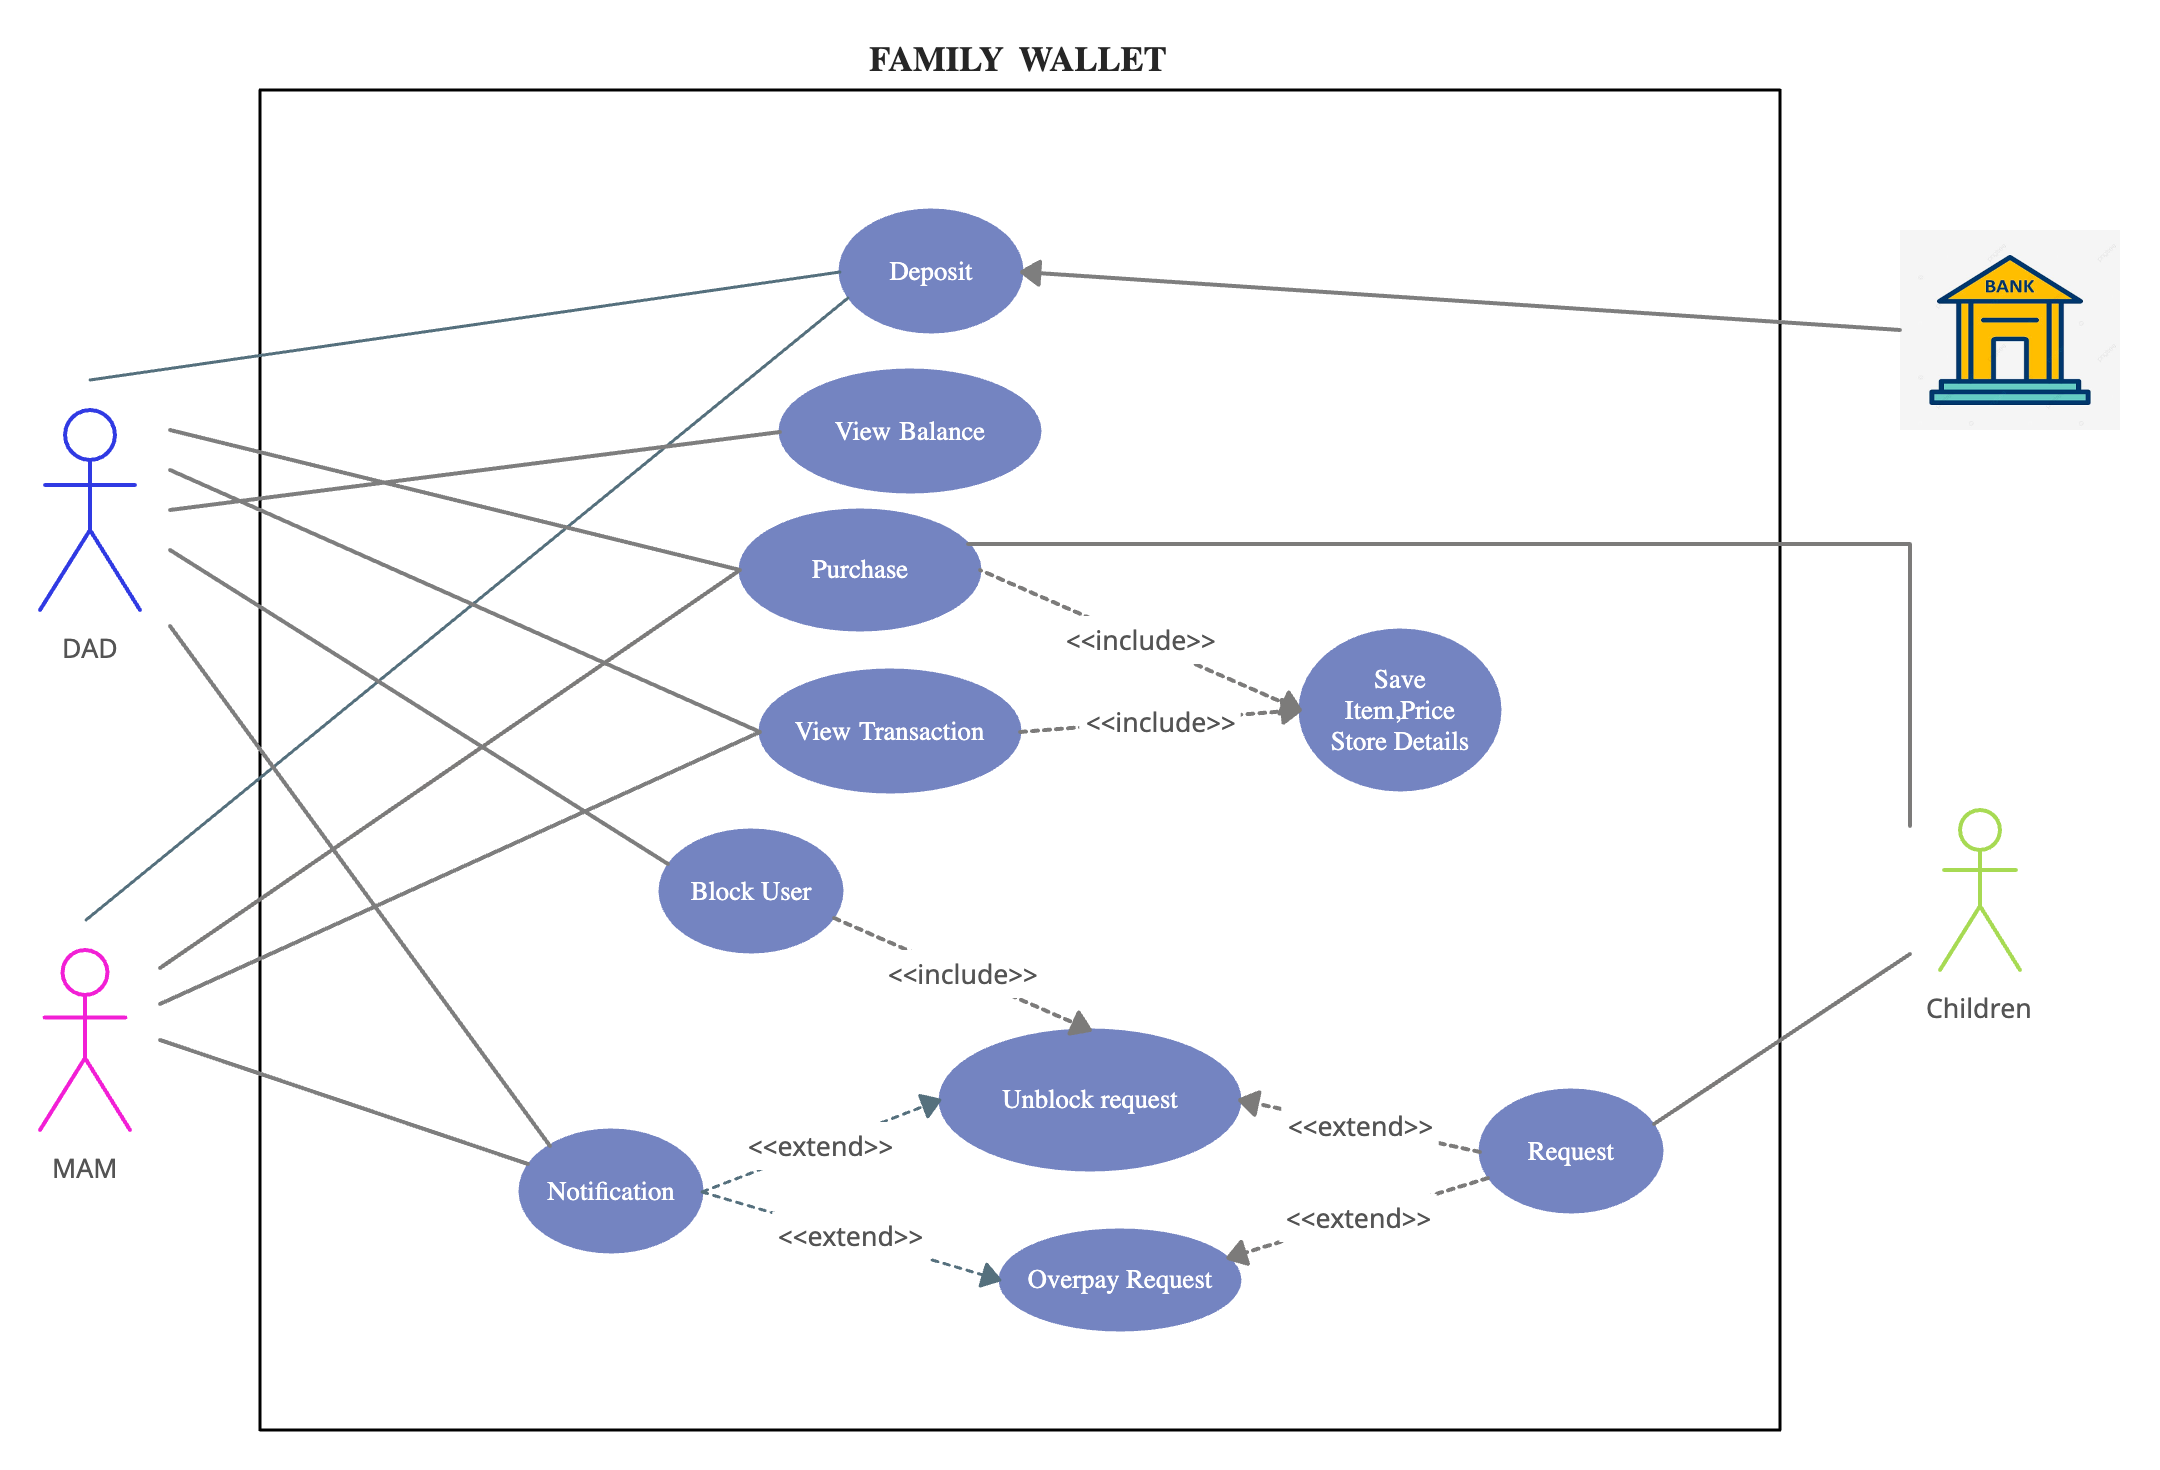 FAMILY WALLET
Deposit
BANK
View Balance
Purchase
<<include>>
DAD
Save
Item,Price
Store Details
View Transaction
<<include>>
Block User
<<include>>
Children
Unblock request
<<extend>>
<<extend>>
Request
MAM
Notification
<<extend>>
<<extend>>
Overpay Request